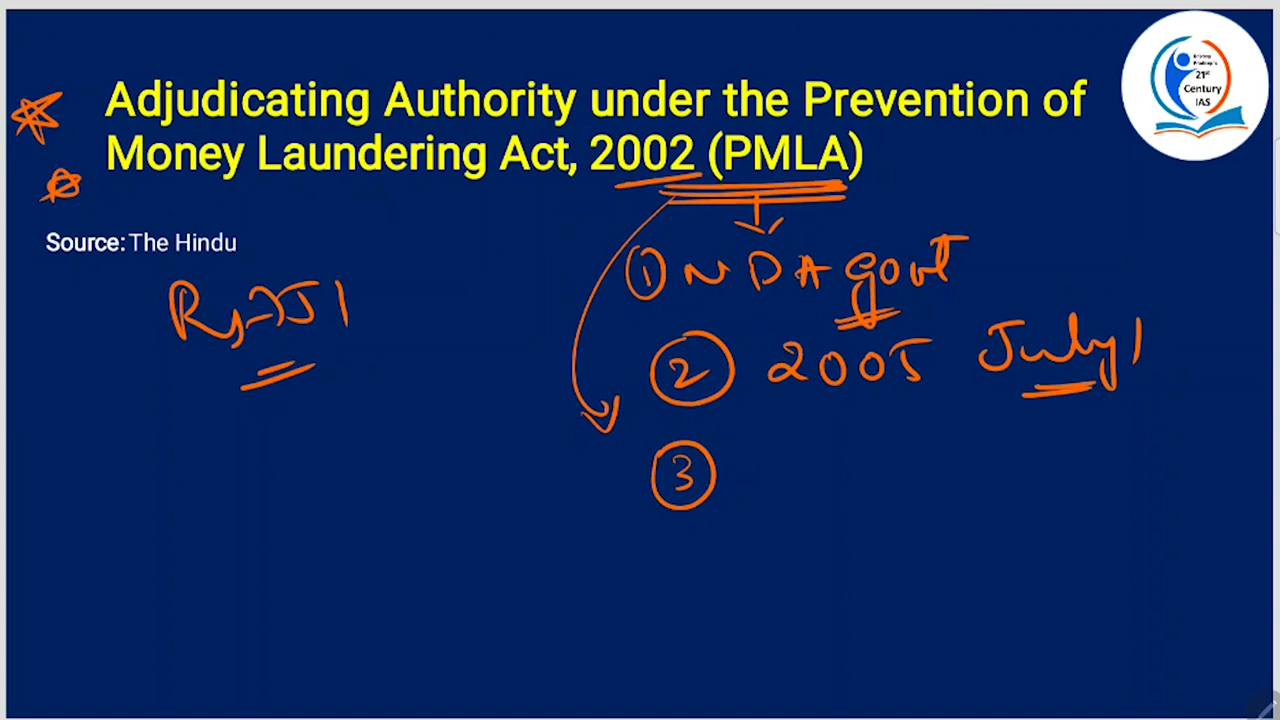 Adjudicating Authority under the Prevention of
Money Laundering Act, 2002 (PMLA)
Source: The Hindu
① NDA govt
② 2005 July 1
③
21st
Century
IAS